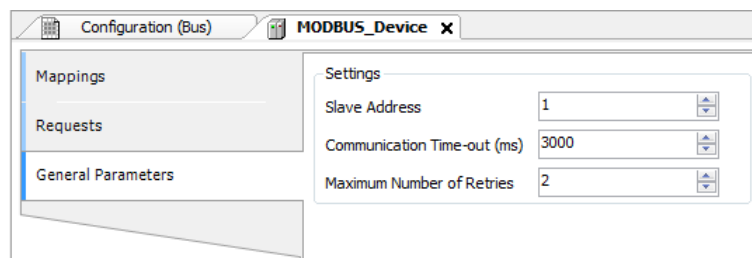 Configuration (Bus) MODBUS_Device X
Mappings
Requests
General Parameters
Settings
Slave Address 1
Communication Time-out (ms) 3000
Maximum Number of Retries 2